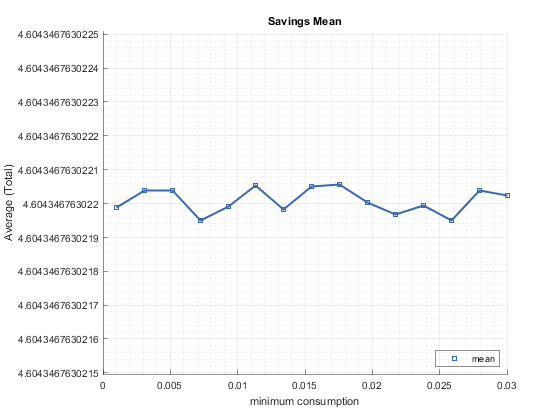 Savings Mean
4.6043467630225
4.6043467630224
4.6043467630223
4.6043467630222
4.6043467630221
4.604346763022
4.6043467630219
4.6043467630218
4.6043467630217
4.6043467630216
4.6043467630215
Average (Total)
mean
0 0.005 0.01 0.015 0.02 0.025 0.03
minimum consumption